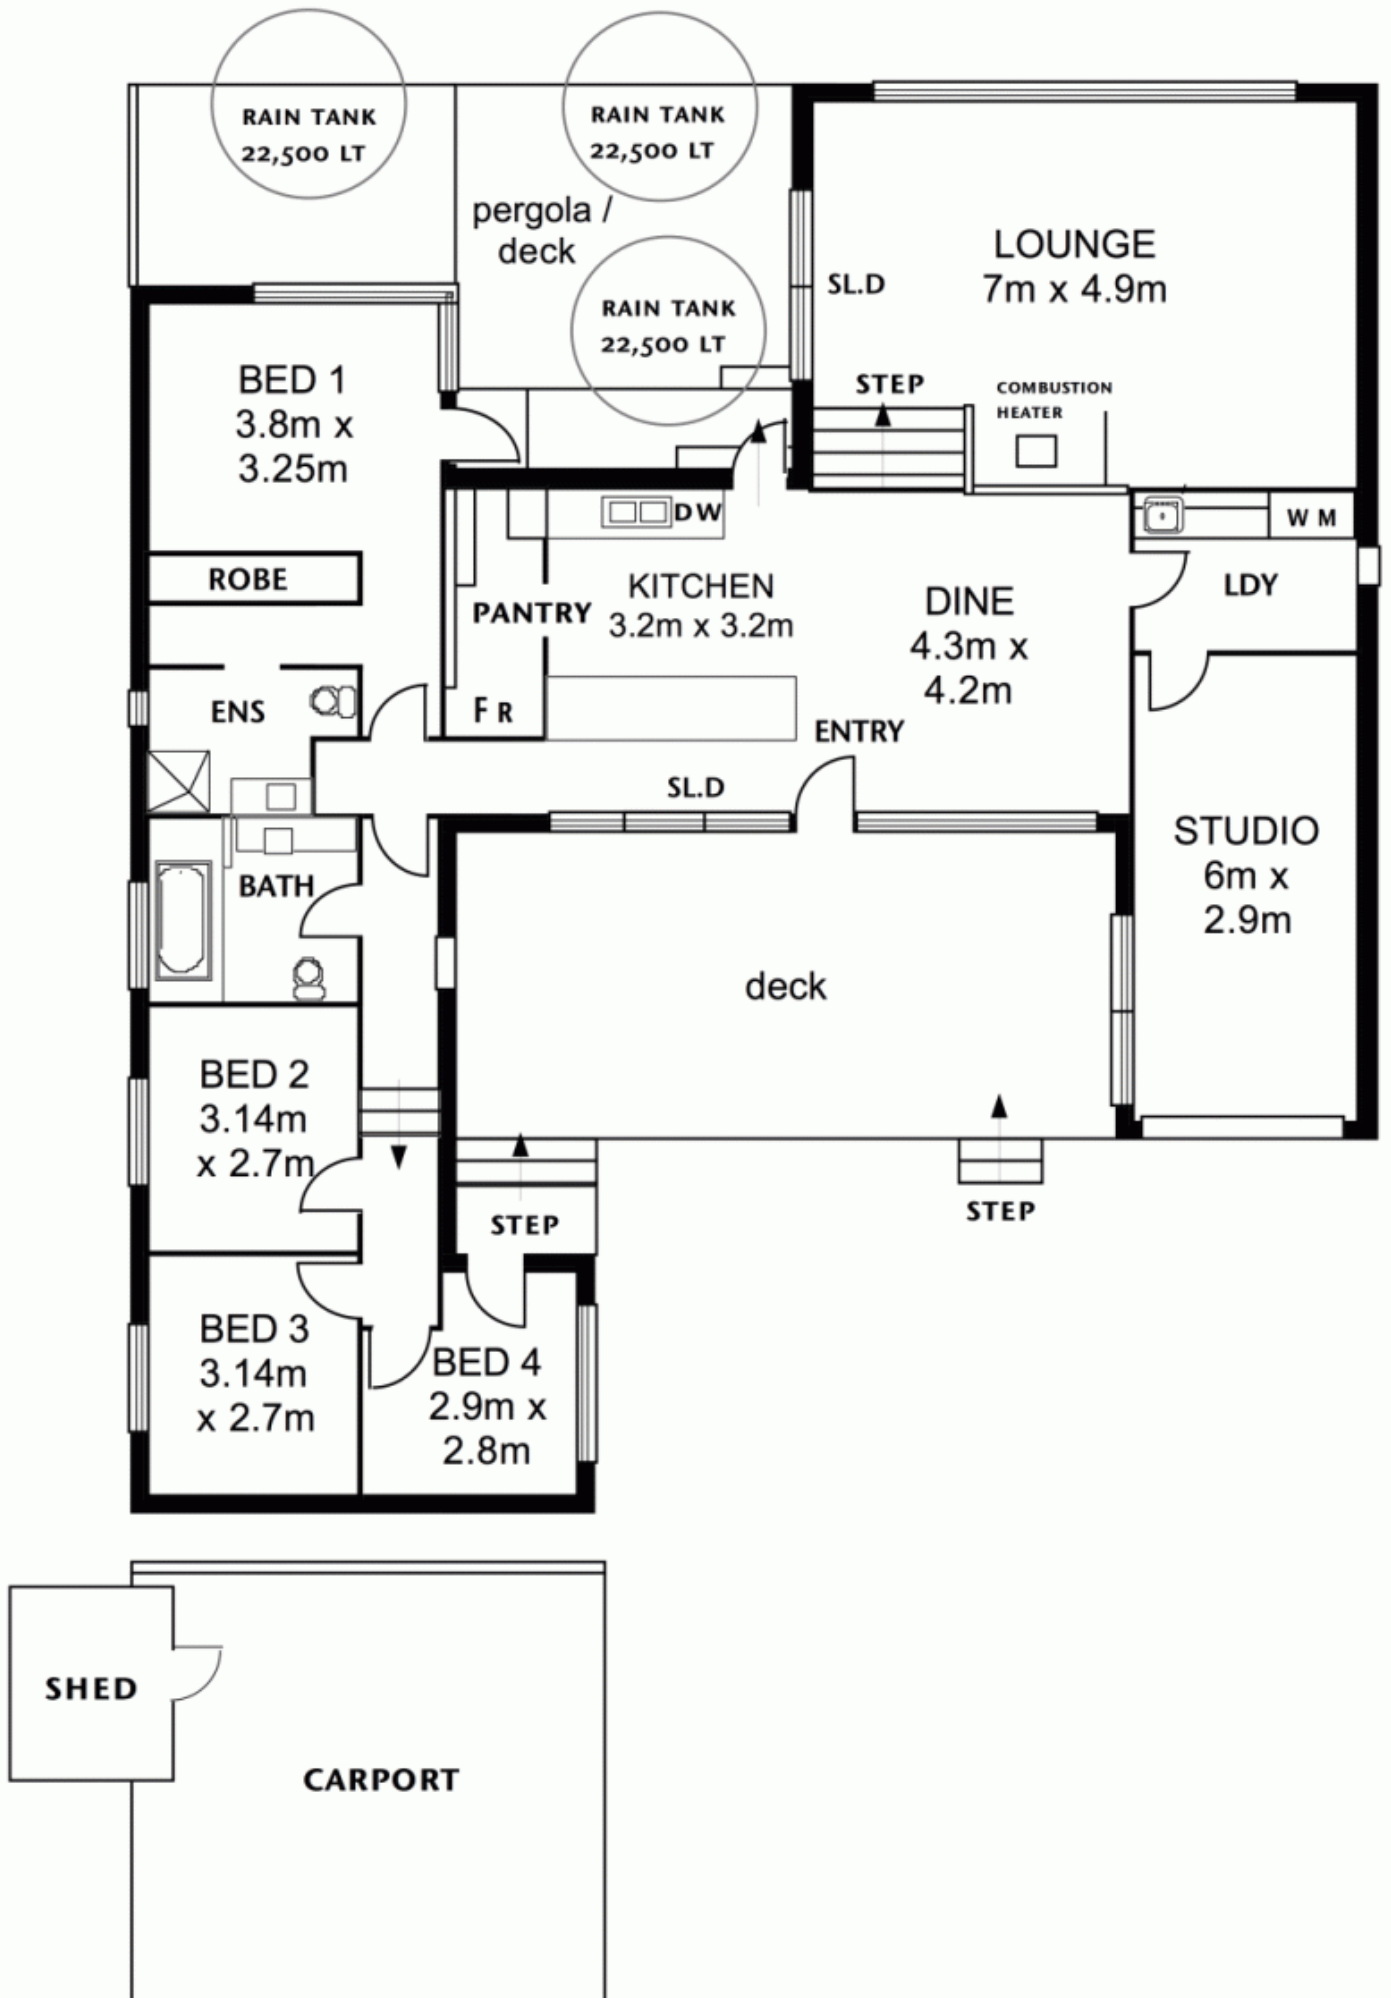 RAIN TANK
22,500 LT
RAIN TANK
22,500 LT
pergola /
deck
RAIN TANK
22,500 LT
LOUNGE
7m x 4.9m
SL.D
STEP
COMBUSTION
HEATER
BED 1
3.8m x
3.25m
ROBE
ENS
PANTRY
FR
DW
KITCHEN
3.2m x 3.2m
DINE
4.3m x
4.2m
ENTRY
SL.D
WM
LDY
STUDIO
6m x
2.9m
BATH
deck
BED 2
3.14m
x 2.7m
STEP
STEP
BED 3
3.14m
x 2.7m
BED 4
2.9m x
2.8m
SHED
CARPORT